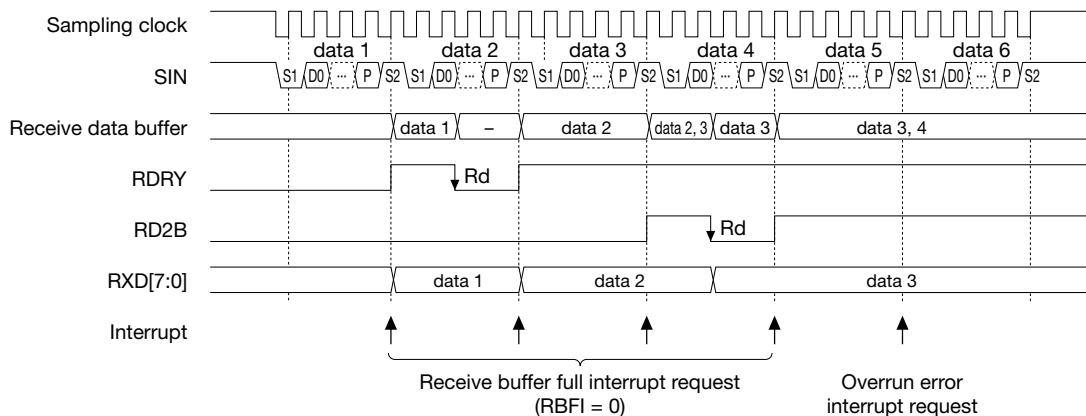 Sampling clock
data 1 data 2 data 3 data 4 data 5 data 6
SIN S1 D0 ... P S2 S1 D0 ... P S2 S1 D0 ... P S2 S1 D0 ... P S2 S1 D0 ... P S2 S1 D0 ... P S2
Receive data buffer data 1 – data 2 data 2, 3 data 3 data 3, 4
RDRY Rd
RD2B Rd
RXD[7:0] data 1 data 2 data 3
Interrupt
Receive buffer full interrupt request Overrun error
(RBFI = 0) interrupt request